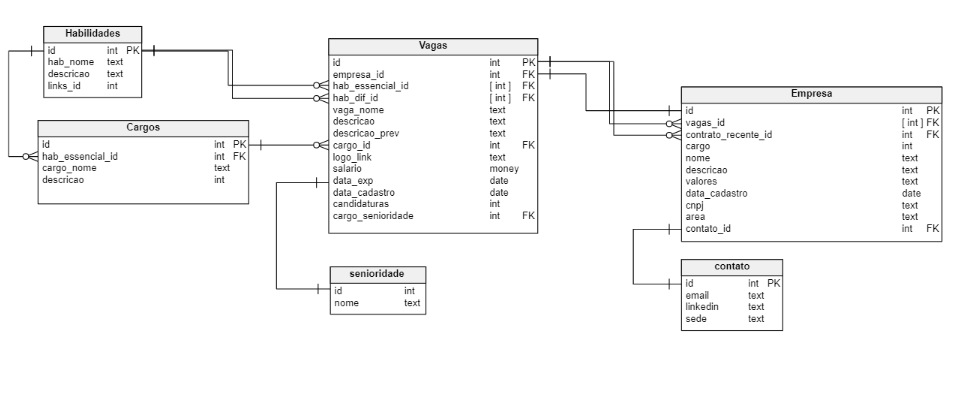 Habilidades
id int PK
hab_nome text
descricao text
links_id int
Cargos
id int PK
hab_essencial_id int FK
cargo_nome text
descricao int
Vagas
id int PK
empresa_id int FK
hab_essencial_id [ int ] FK
hab_dif_id [ int ] FK
vaga_nome text
descricao text
descricao_prev text
cargo_id int FK
logo_link text
salario money
data_exp date
data_cadastro date
candidaturas int
cargo_senioridade int FK
senioridade
id int
nome text
Empresa
id int PK
vagas_id [ int ] FK
contrato_recente_id int FK
cargo int
nome text
descricao text
valores text
data_cadastro date
cnpj text
area text
contato_id int FK
contato
id int PK
email text
linkedin text
sede text